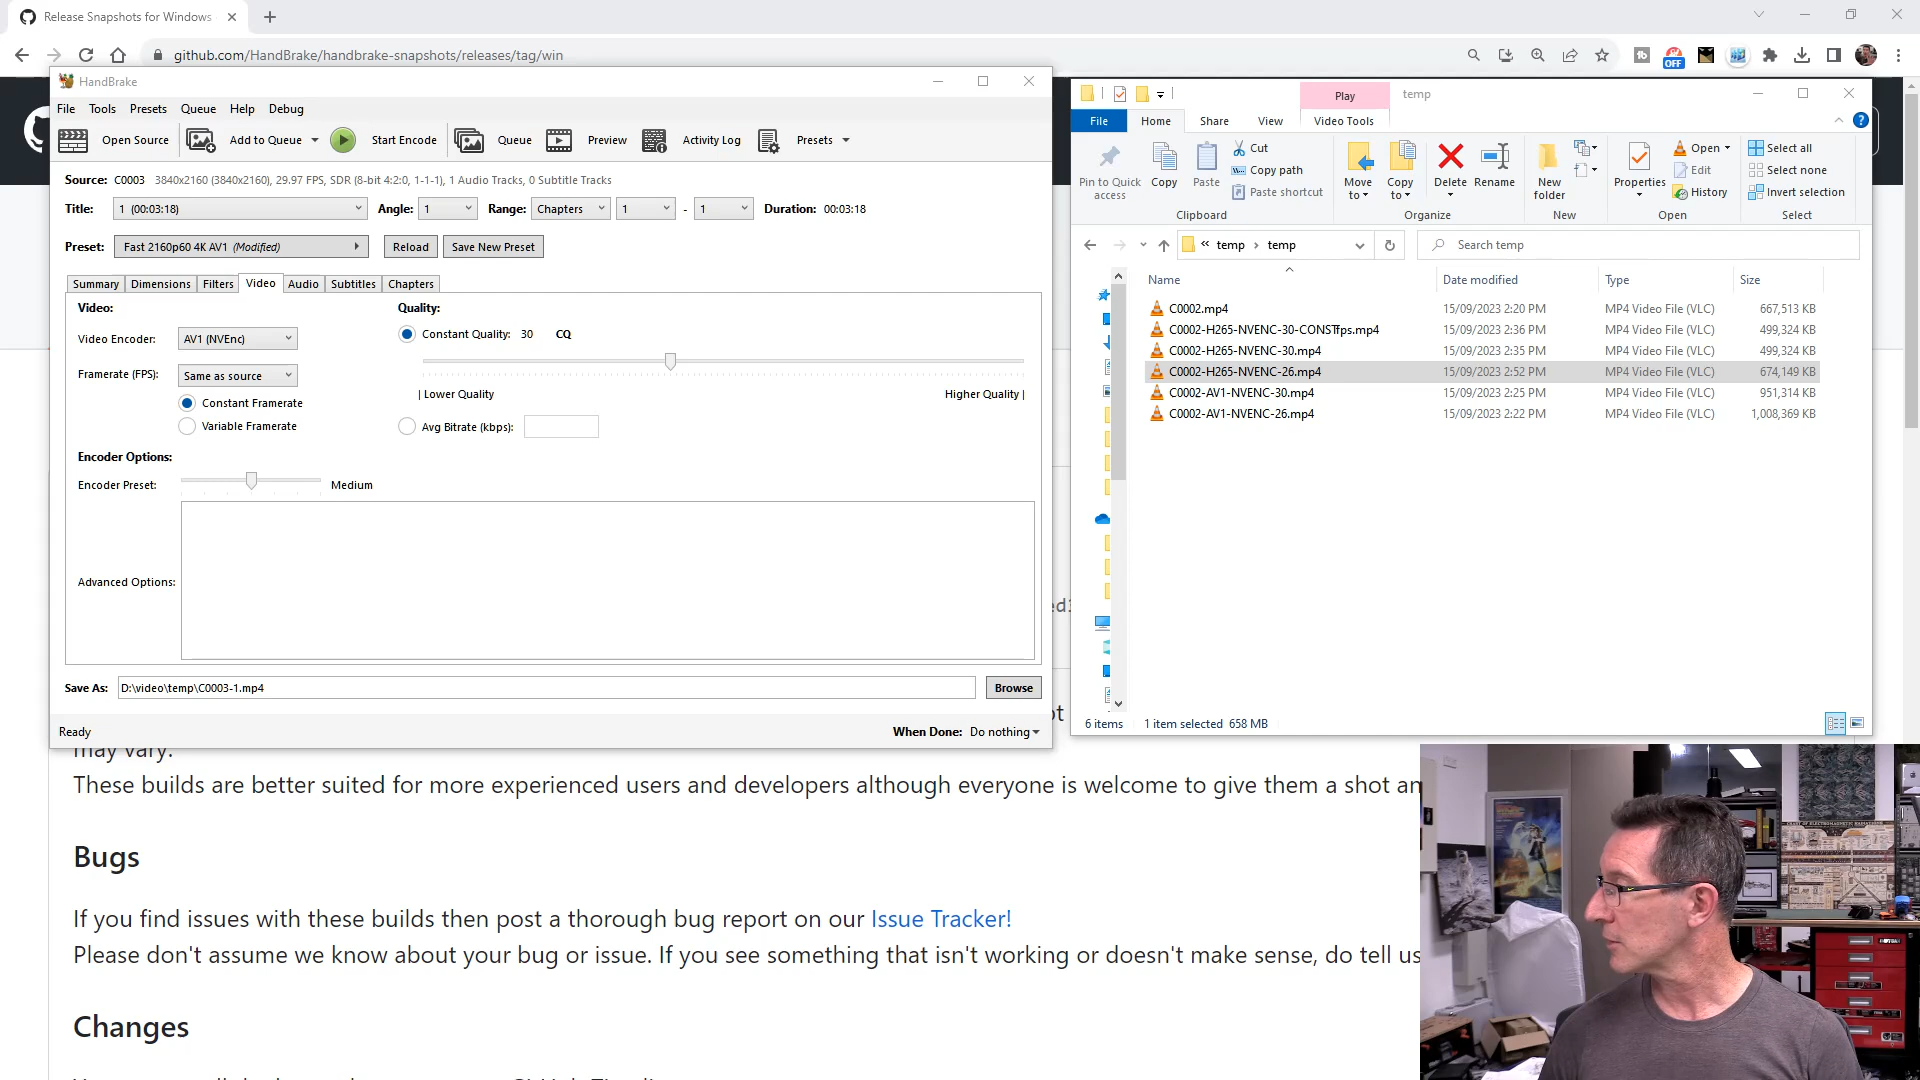 Release Snapshots for Windows
github.com/HandBrake/handbrake-snapshots/releases/tag/win
OFF
HandBrake
File Tools Presets Queue Help Debug
Open Source Add to Queue Start Encode Queue Preview Activity Log Presets
Source: C0003 3840x2160 (3840x2160), 29.97 FPS, SDR (8-bit 4:2:0, 1-1-1), 1 Audio Tracks, 0 Subtitle Tracks
Title: 1 (00:03:18) Angle: 1 Range: Chapters 1 - 1 Duration: 00:03:18
Preset: Fast 2160p60 4K AV1 (Modified) Reload Save New Preset
Summary Dimensions Filters Video Audio Subtitles Chapters
Video: Quality:
Video Encoder: AV1 (NVEnc) Constant Quality: 30 CQ
Framerate (FPS): Same as source
| Lower Quality Higher Quality |
Constant Framerate
Variable Framerate Avg Bitrate (kbps):
Encoder Options:
Encoder Preset: Medium
Advanced Options:
Save As: D:\video\temp\C0003-1.mp4 Browse
Ready When Done: Do nothing
Play temp
File Home Share View Video Tools
Pin to Quick access Copy Paste Cut Copy path Paste shortcut Move to Copy to Delete Rename New folder Properties Open Edit History Select all Select none Invert selection
Clipboard Organize New Open Select
« temp › temp Search temp
Name Date modified Type Size
C0002.mp4 15/09/2023 2:20 PM MP4 Video File (VLC) 667,513 KB
C0002-H265-NVENC-30-CONSTfps.mp4 15/09/2023 2:36 PM MP4 Video File (VLC) 499,324 KB
C0002-H265-NVENC-30.mp4 15/09/2023 2:35 PM MP4 Video File (VLC) 499,324 KB
C0002-H265-NVENC-26.mp4 15/09/2023 2:52 PM MP4 Video File (VLC) 674,149 KB
C0002-AV1-NVENC-30.mp4 15/09/2023 2:25 PM MP4 Video File (VLC) 951,314 KB
C0002-AV1-NVENC-26.mp4 15/09/2023 2:22 PM MP4 Video File (VLC) 1,008,369 KB
6 items 1 item selected 658 MB
may vary.
These builds are better suited for more experienced users and developers although everyone is welcome to give them a shot
Bugs
If you find issues with these builds then post a thorough bug report on our Issue Tracker!
Please don't assume we know about your bug or issue. If you see something that isn't working or doesn't make sense, do tell us
Changes